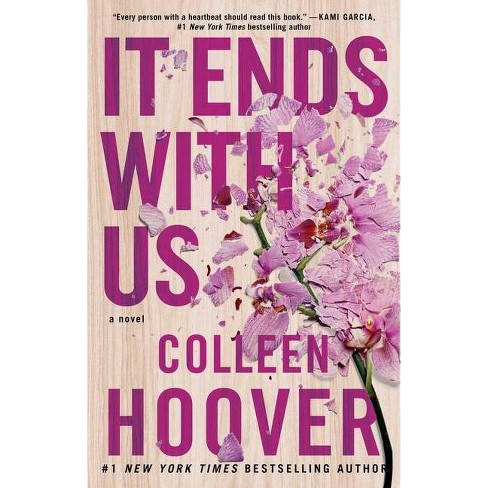 "Every person with a heartbeat should read this book." —KAMI GARCIA,
#1 New York Times bestselling author
IT ENDS
WITH
US
a novel
COLLEEN
HOOVER
#1 NEW YORK TIMES BESTSELLING AUTHOR